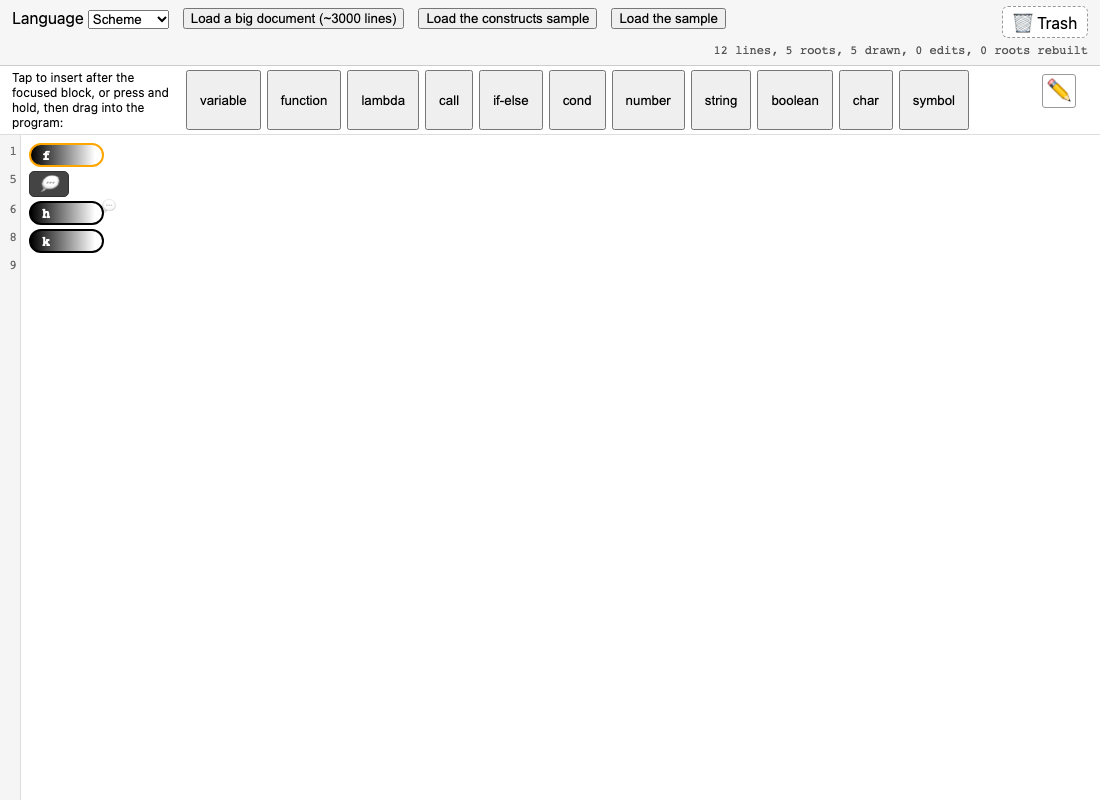 Language Scheme Load a big document (~3000 lines) Load the constructs sample Load the sample Trash
12 lines, 5 roots, 5 drawn, 0 edits, 0 roots rebuilt
Tap to insert after the
focused block, or press and
hold, then drag into the
program:
variable function lambda call if-else cond number string boolean char symbol
1 f
5
6 h
8 k
9